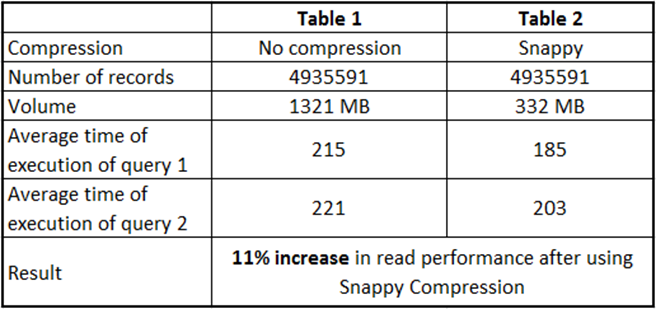 Table 1 Table 2
Compression No compression Snappy
Number of records 4935591 4935591
Volume 1321 MB 332 MB
Average time of
execution of query 1 215 185
Average time of
execution of query 2 221 203
Result 11% increase in read performance after using
Snappy Compression